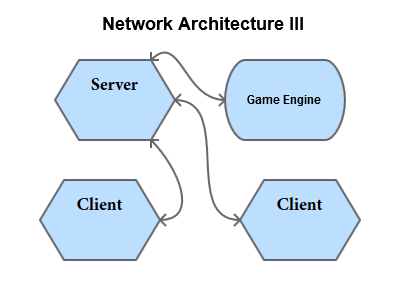 Network Architecture III
Server
Game Engine
Client
Client